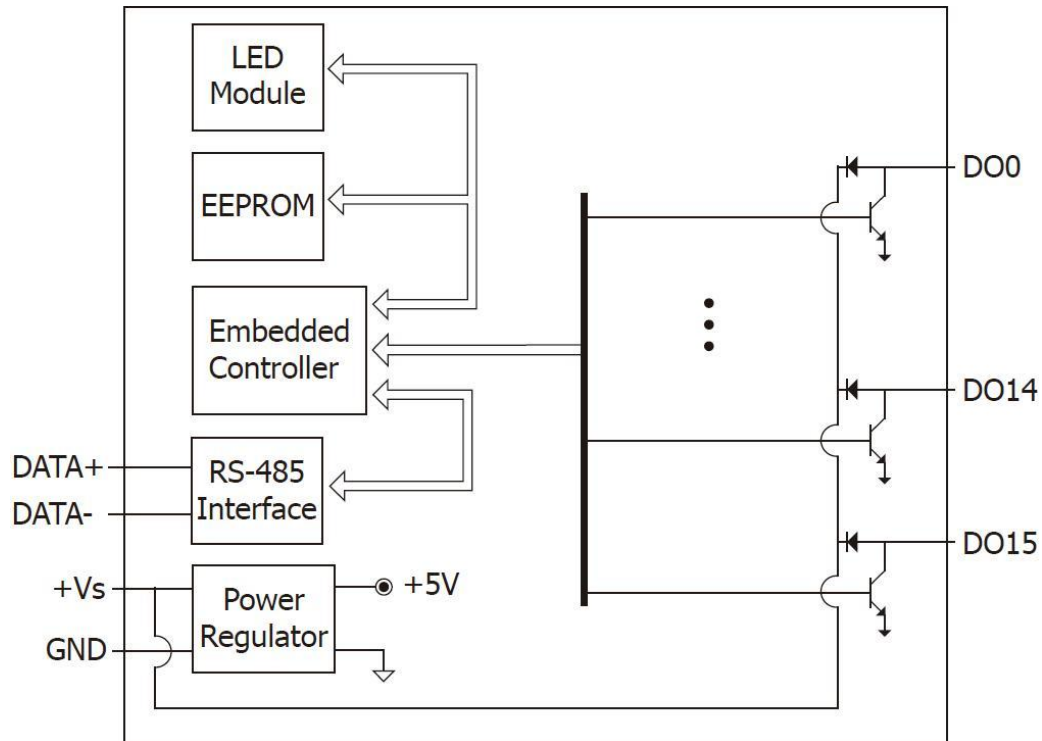 LED
Module
EEPROM
Embedded
Controller
RS-485
Interface
Power
Regulator
DATA+
DATA-
+Vs
GND
+5V
DO0
DO14
DO15